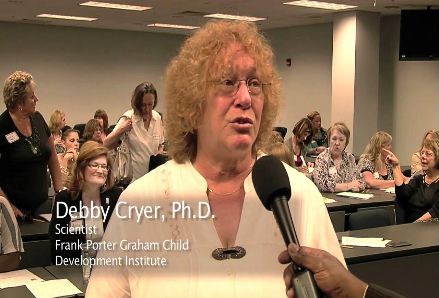 Debby Cryer, Ph.D.
Scientist
Frank Porter Graham Child
Development Institute